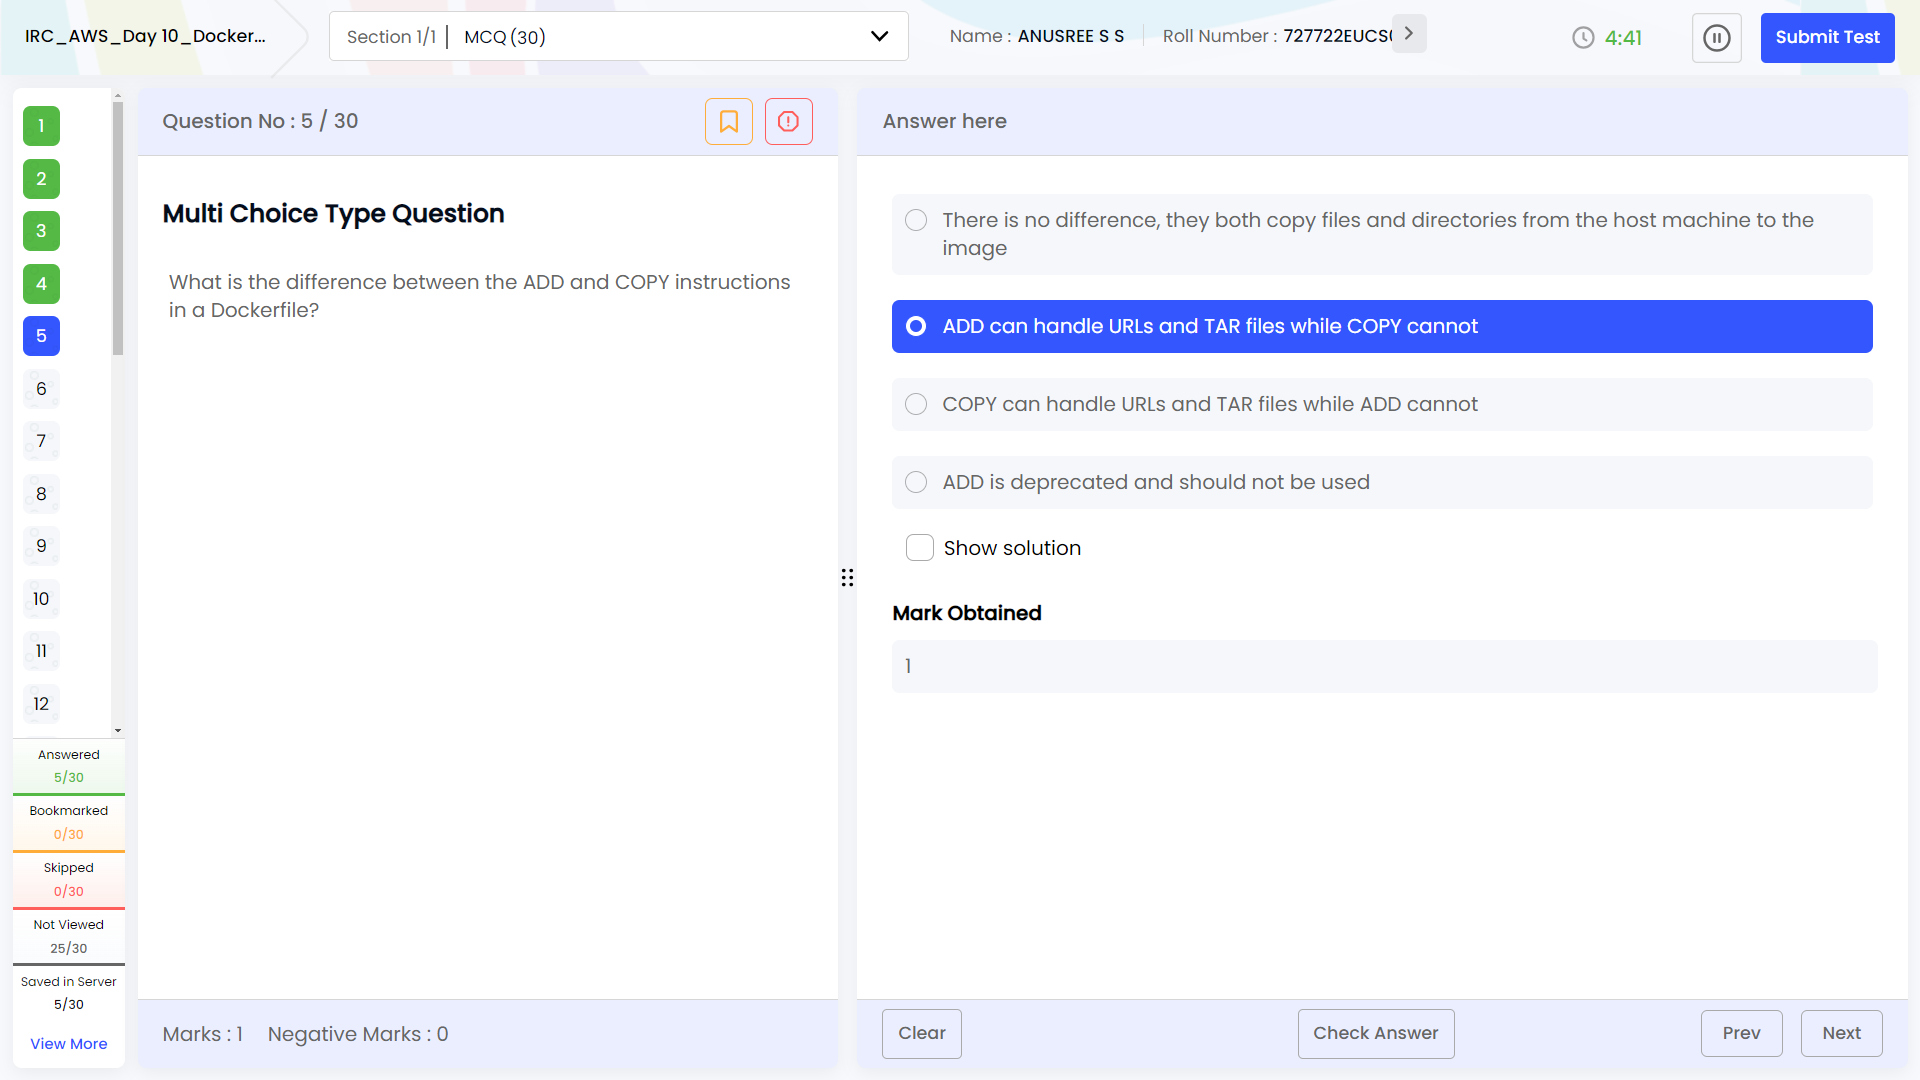 IRC_AWS_Day 10_Docker...
Section 1/1 | MCQ (30)
Name : ANUSREE S S
Roll Number : 727722EUCS
4:41
Submit Test
1
2
3
4
5
6
7
8
9
10
11
12
Answered
5/30
Bookmarked
0/30
Skipped
0/30
Not Viewed
25/30
Saved in Server
5/30
View More
Question No : 5 / 30
Multi Choice Type Question
What is the difference between the ADD and COPY instructions
in a Dockerfile?
Marks : 1
Negative Marks : 0
Answer here
There is no difference, they both copy files and directories from the host machine to the
image
ADD can handle URLs and TAR files while COPY cannot
COPY can handle URLs and TAR files while ADD cannot
ADD is deprecated and should not be used
Show solution
Mark Obtained
1
Clear
Check Answer
Prev
Next